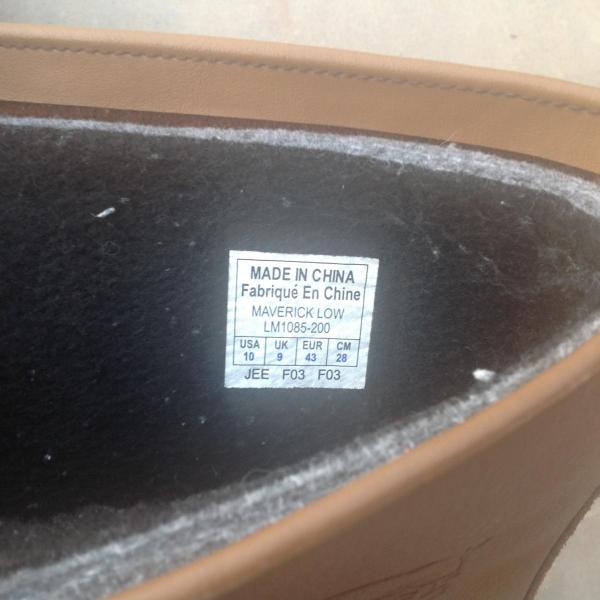 MADE IN CHINA
Fabriqué En Chine
MAVERICK LOW
LM1085-200
USA UK EUR CM
10 9 43 28
JEE F03 F03